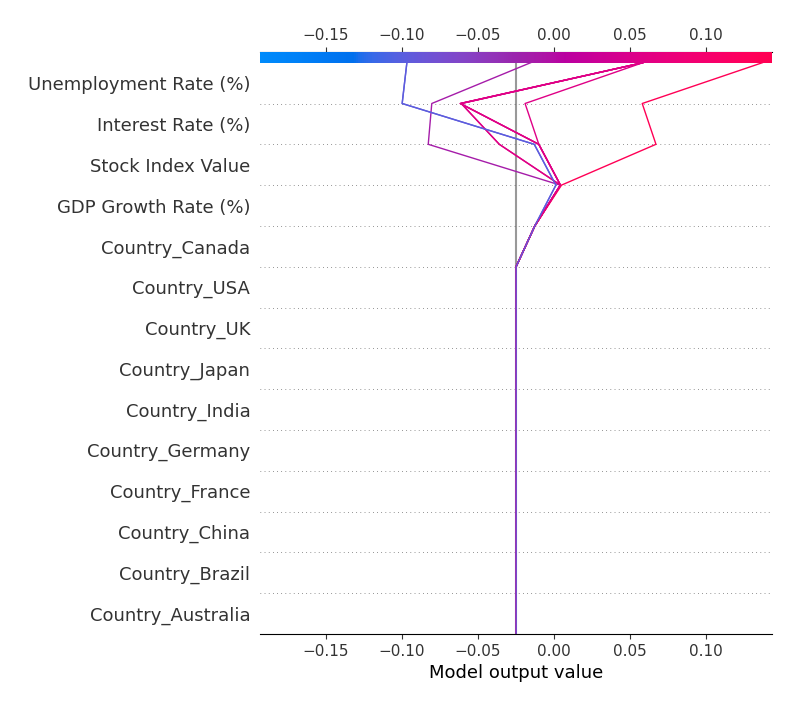 −0.15 −0.10 −0.05 0.00 0.05 0.10
Unemployment Rate (%)
Interest Rate (%)
Stock Index Value
GDP Growth Rate (%)
Country_Canada
Country_USA
Country_UK
Country_Japan
Country_India
Country_Germany
Country_France
Country_China
Country_Brazil
Country_Australia
−0.15 −0.10 −0.05 0.00 0.05 0.10
Model output value